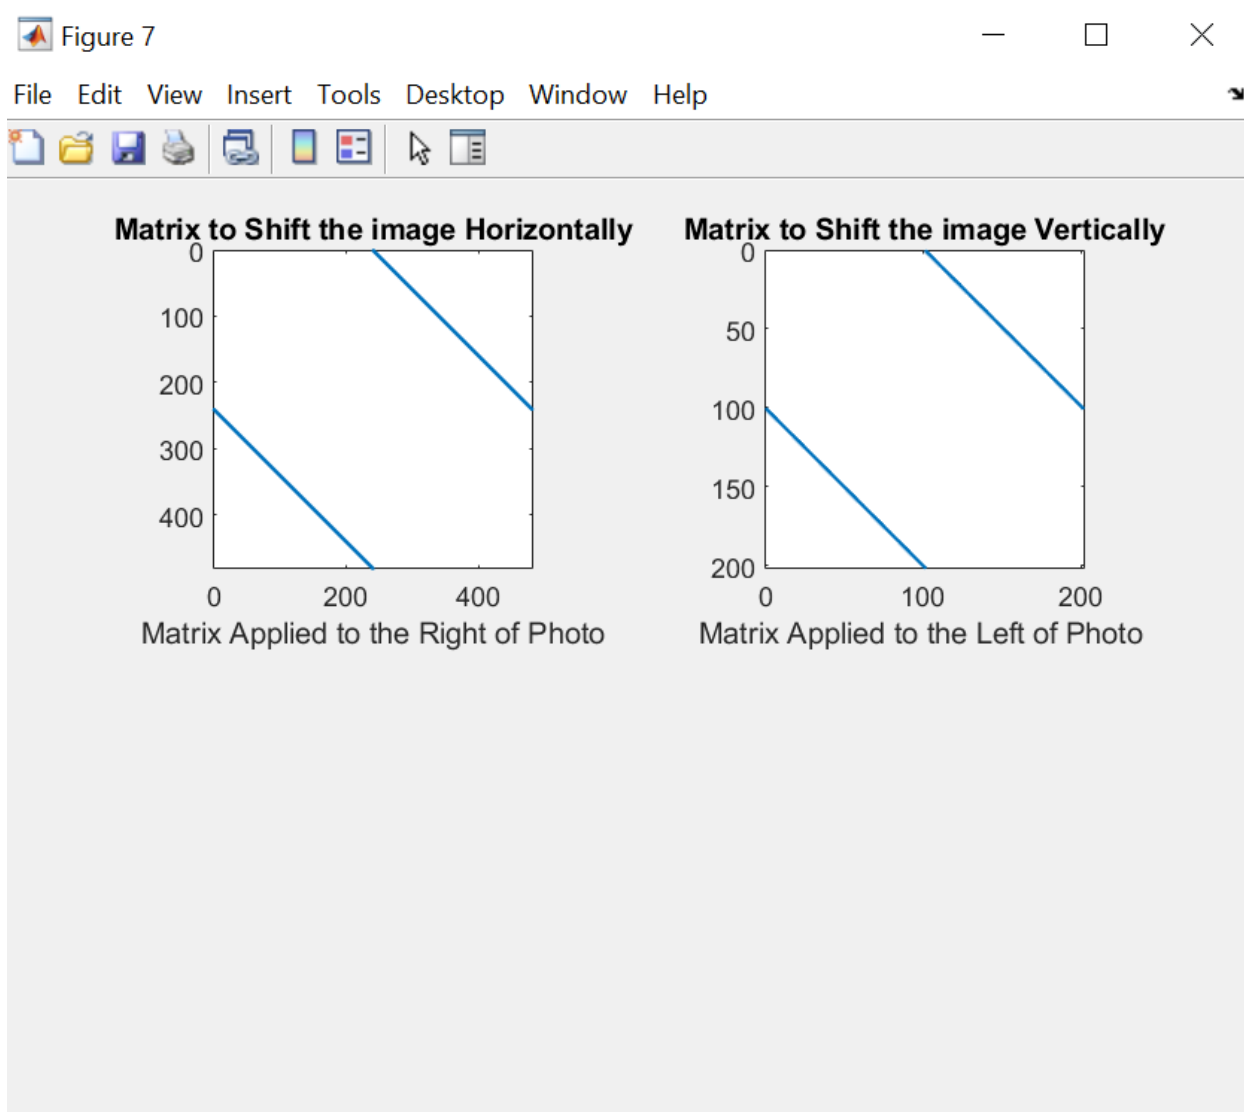 Figure 7
File Edit View Insert Tools Desktop Window Help
Matrix to Shift the image Horizontally
0
100
200
300
400
0 200 400
Matrix Applied to the Right of Photo
Matrix to Shift the image Vertically
0
50
100
150
200
0 100 200
Matrix Applied to the Left of Photo